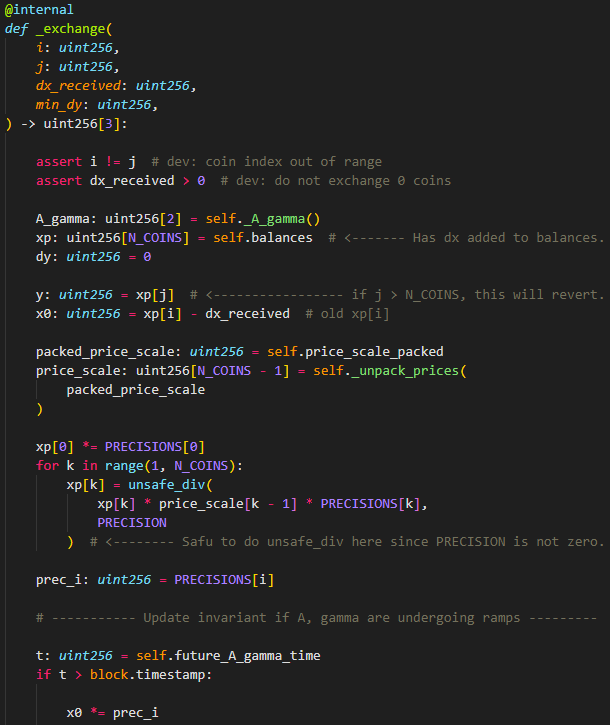 @internal
def _exchange(
    i: uint256,
    j: uint256,
    dx_received: uint256,
    min_dy: uint256,
) -> uint256[3]:
    assert i != j  # dev: coin index out of range
    assert dx_received > 0  # dev: do not exchange 0 coins
    A_gamma: uint256[2] = self._A_gamma()
    xp: uint256[N_COINS] = self.balances  # <------- Has dx added to balances.
    dy: uint256 = 0
    y: uint256 = xp[j]  # <----------------- if j > N_COINS, this will revert.
    x0: uint256 = xp[i] - dx_received  # old xp[i]
    packed_price_scale: uint256 = self.price_scale_packed
    price_scale: uint256[N_COINS - 1] = self._unpack_prices(
        packed_price_scale
    )
    xp[0] *= PRECISIONS[0]
    for k in range(1, N_COINS):
        xp[k] = unsafe_div(
            xp[k] * price_scale[k - 1] * PRECISIONS[k],
            PRECISION
        )  # <-------- Safu to do unsafe_div here since PRECISION is not zero.
    prec_i: uint256 = PRECISIONS[i]
    # ----------- Update invariant if A, gamma are undergoing ramps ---------
    t: uint256 = self.future_A_gamma_time
    if t > block.timestamp:
        x0 *= prec_i